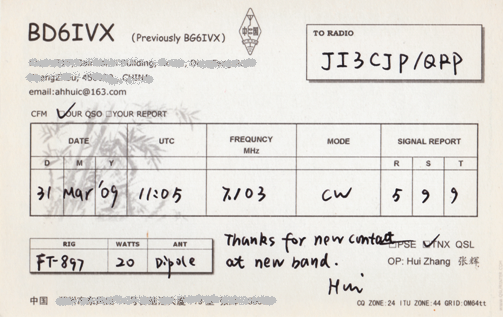 BD6IVX (Previously BG6IVX)
TO RADIO
JI3CJP/QRP
CHINA
email:ahhuic@163.com
CFM OUR QSO YOUR REPORT
DATE UTC FREQUNCY MHz MODE SIGNAL REPORT
D M Y R S T
31 Mar '09 11:05 7.103 CW 5 9 9
RIG WATTS ANT
FT-897 20 Dipole
Thanks for new contact
at new band.
Hui
PSE TNX QSL
OP: Hui Zhang 张辉
中国
CQ ZONE:24 ITU ZONE:44 GRID:OM64tt